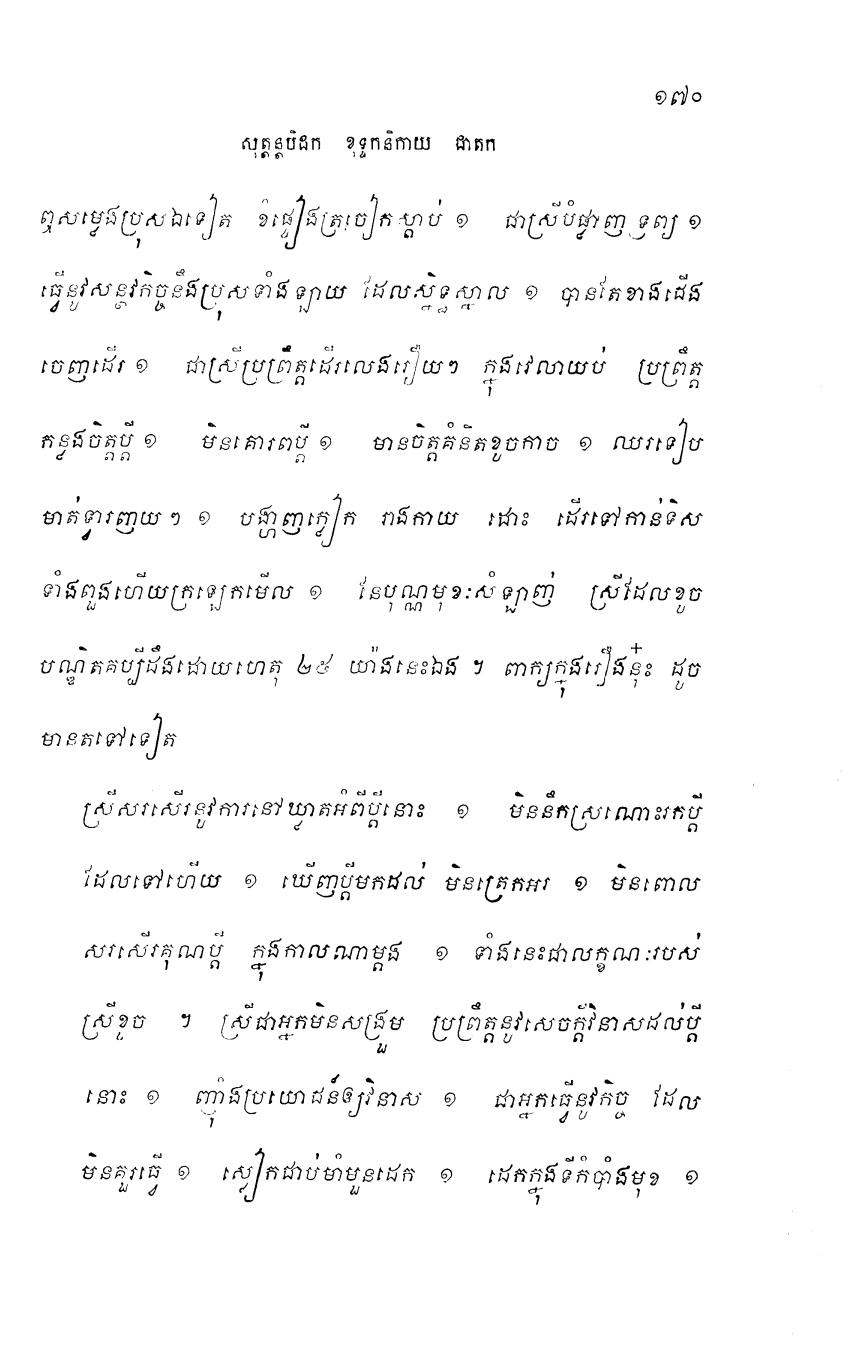 ១៧០
សុត្តន្តបិដក ខុទ្ទកនិកាយ ជាតក
ឮសម្លេងប្រុសឯទៀត ខំផ្ទៀងត្រចៀកស្តាប់ ១ ជាស្រីបំផ្លាញទ្រព្យ ១
ធ្វើនូវសន្ថវកិច្ចនឹងប្រុសទាំងឡាយ ដែលស្និទ្ធស្នាល ១ បានតែខាងដើង
ចេញដើរ ១ ជាស្រីប្រព្រឹត្តដើរលេងរឿយៗ ក្នុងវេលាយប់ ប្រព្រឹត្ត
កន្លងចិត្តប្តី ១ មិនគោរពប្តី ១ មានចិត្តគំនិតខូចកាច ១ ឈរទៀប
មាត់ទ្វារញយៗ ១ បង្ហាញក្លៀក រាងកាយ ដោះ ដើរទៅកាន់ទិស
ទាំងពួងហើយក្រឡេកមើល ១ នែបុណ្ណមុខៈសំឡាញ់ ស្រីដែលខូច
បណ្ឌិតគប្បីដឹងដោយហេតុ ២៥ យ៉ាងនេះឯង ។ ពាក្យក្នុងរឿងនុ៎ះ ដូច
មានតទៅទៀត
ស្រីសរសើរនូវការនៅឃ្លាតអំពីប្តីនោះ ១ មិននឹកស្រណោះរកប្តី
ដែលទៅហើយ ១ ឃើញប្តីមកដល់ មិនត្រេកអរ ១ មិនពោល
សរសើរគុណប្តី ក្នុងកាលណាម្តង ១ ទាំងនេះជាលក្ខណៈរបស់
ស្រីខូច ។ ស្រីជាអ្នកមិនសង្រួម ប្រព្រឹត្តនូវសេចក្តីវិនាសដល់ប្តី
នោះ ១ ញ៉ាំងប្រយោជន៍ឲ្យវិនាស ១ ជាអ្នកធ្វើនូវកិច្ច ដែល
មិនគួរធ្វើ ១ ស្លៀកជាប់មាំមួនដេក ១ ដេកក្នុងទីកំបាំងមុខ ១